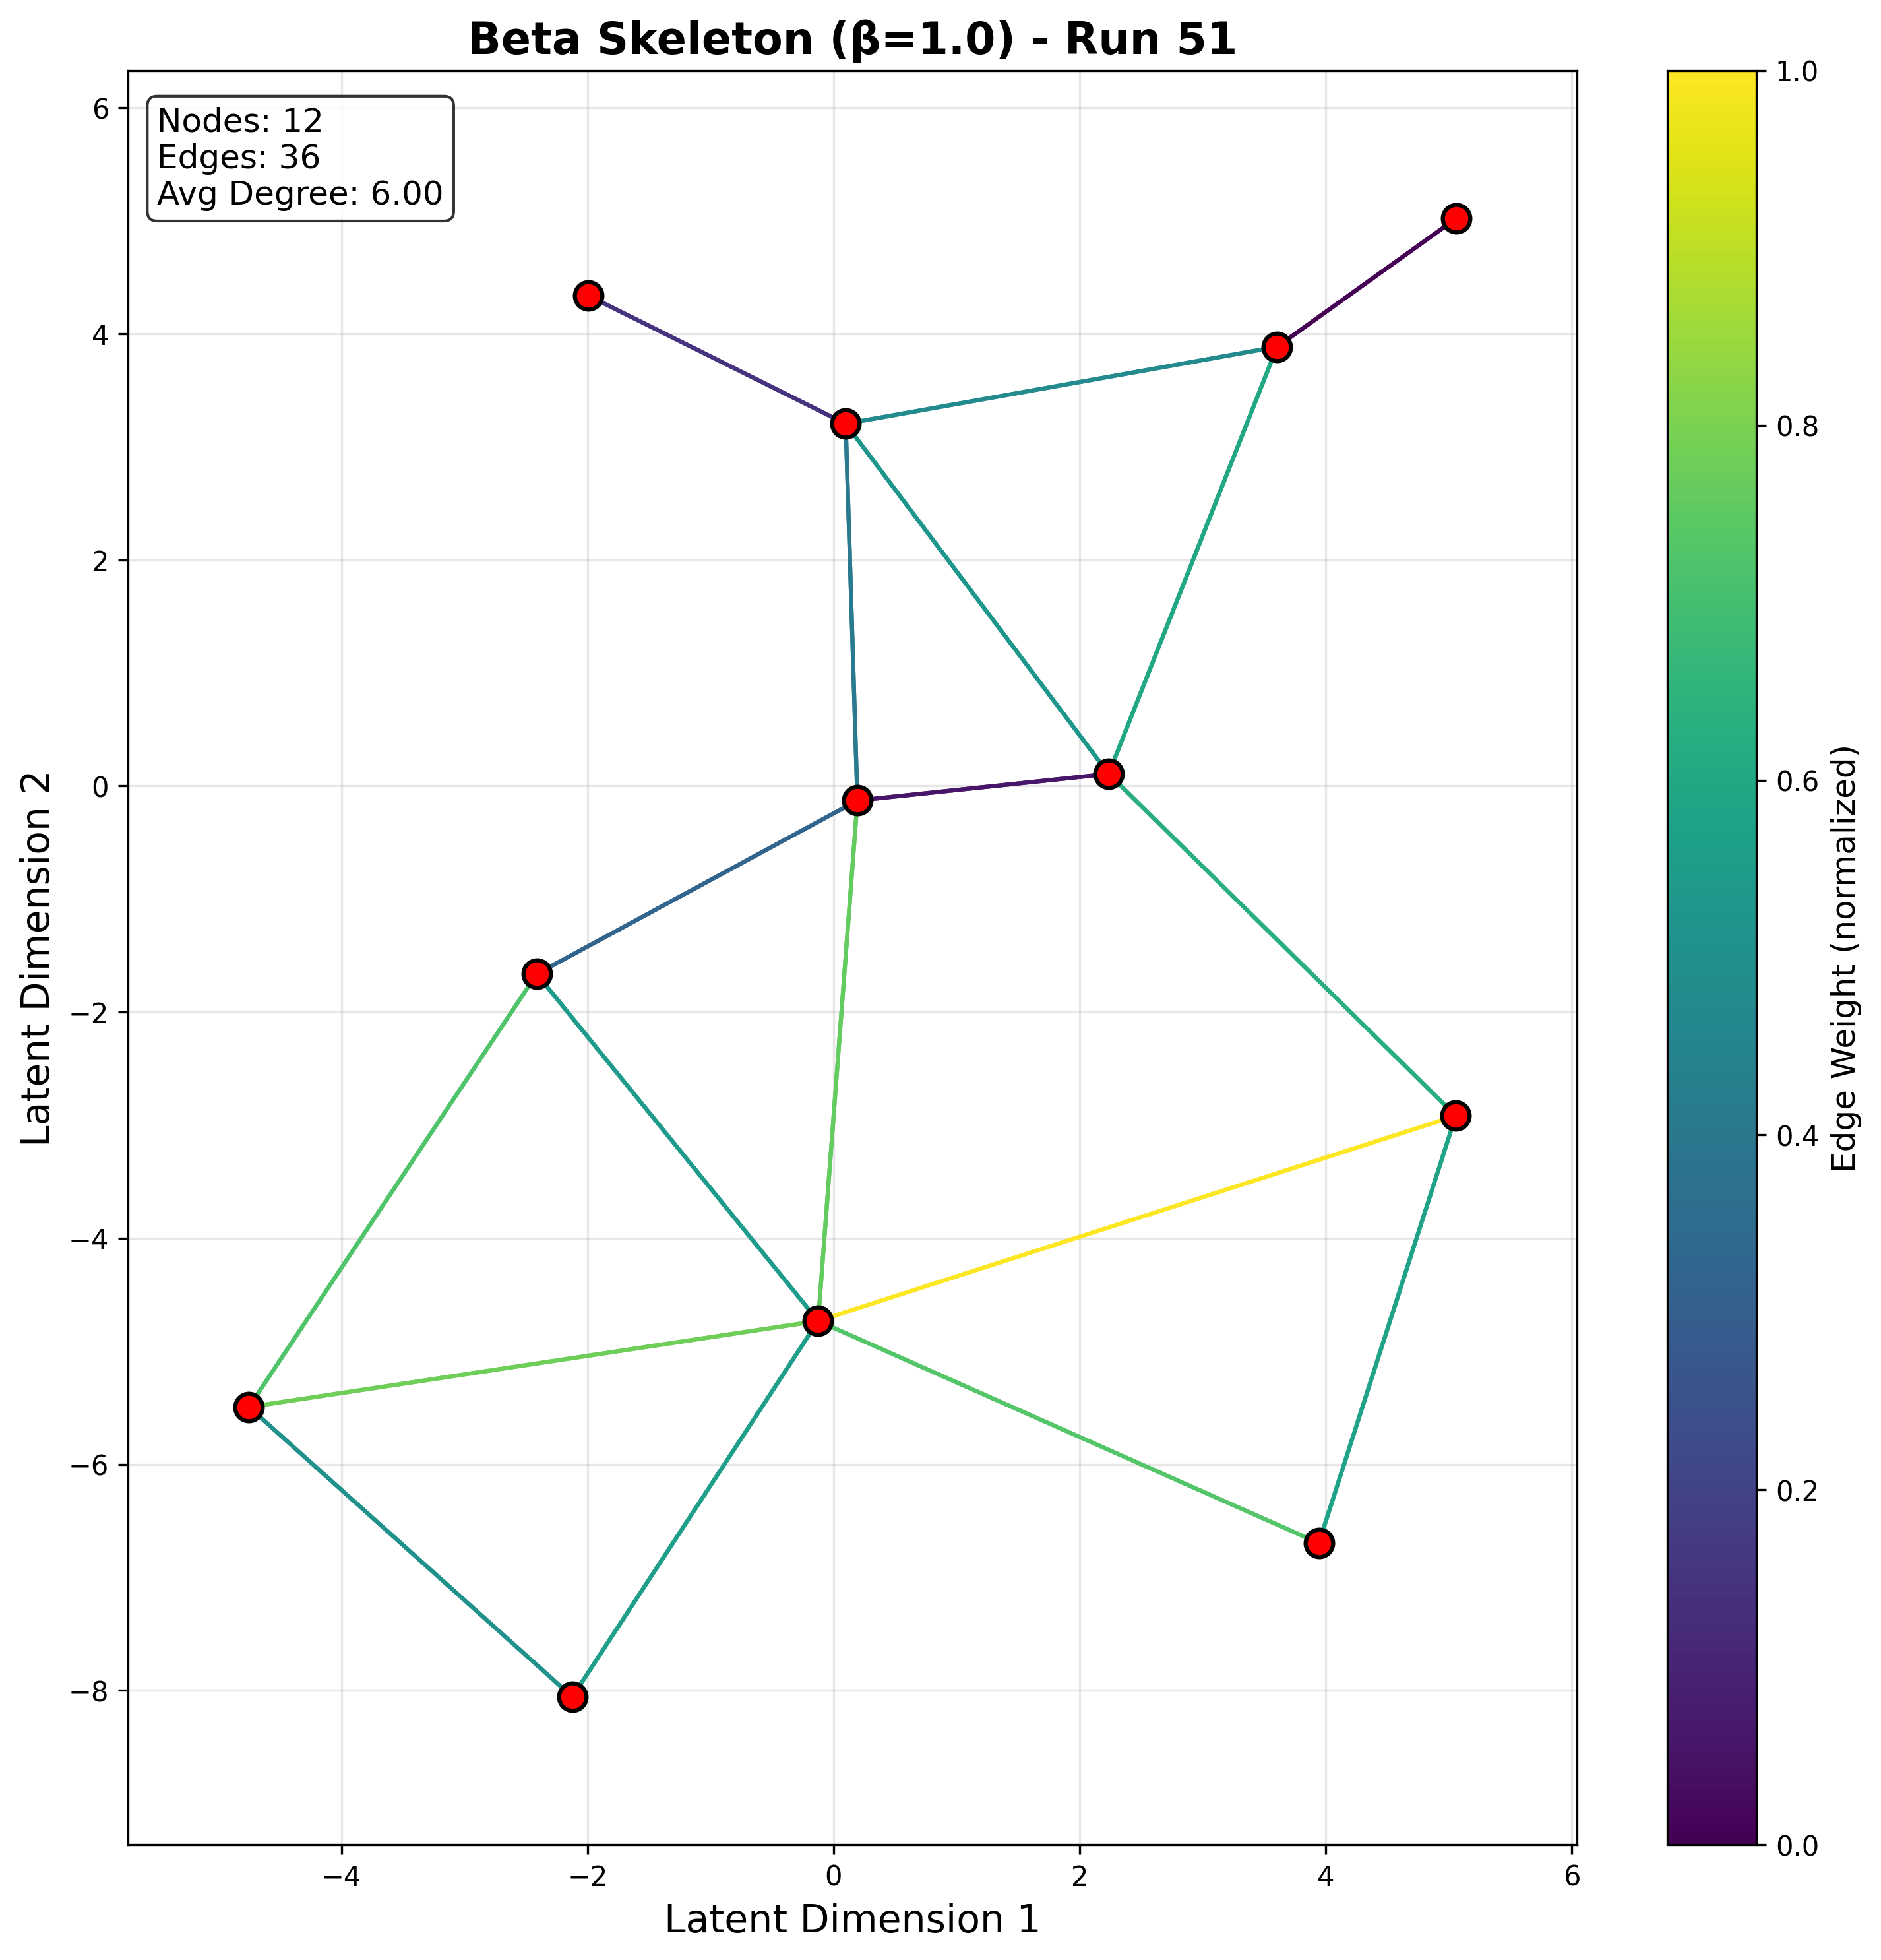 Beta Skeleton (β=1.0) - Run 51
Nodes: 12
Edges: 36
Avg Degree: 6.00
6
4
2
0
−2
−4
−6
−8
Latent Dimension 2
−4
−2
0
2
4
6
Latent Dimension 1
1.0
0.8
0.6
0.4
0.2
0.0
Edge Weight (normalized)